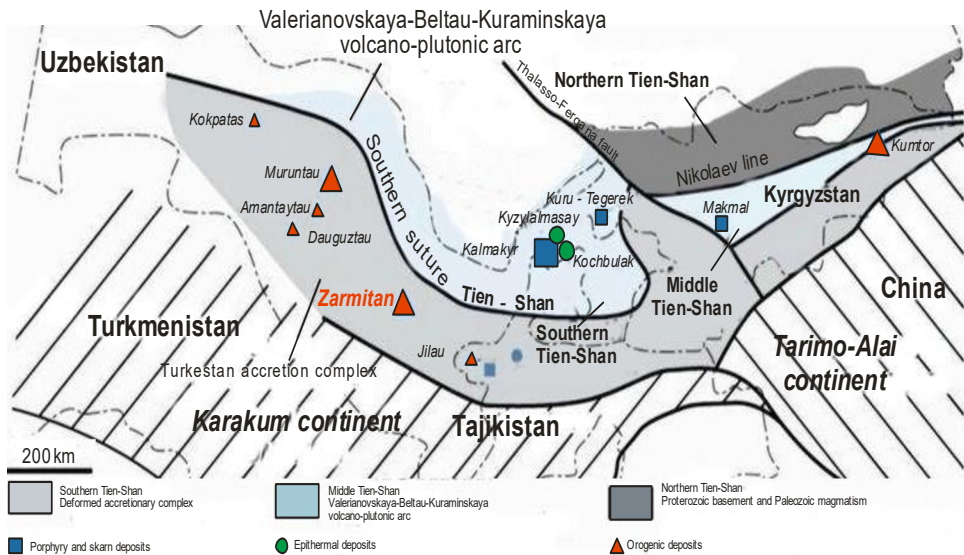 Valerianovskaya-Beltau-Kuraminskaya
volcano-plutonic arc
Uzbekistan
Northern Tien-Shan
Thalasso-Fergana fault
Kokpatas
Kumtor
Nikolaev line
Muruntau
Southern suture
Kyrgyzstan
Kuru - Tegerek
Amantaytau
Kyzylalmasay
Makmal
Dauguztau
Kalmakyr
Kochbulak
Zarmitan
Tien - Shan
Middle
Tien-Shan
China
Turkmenistan
Southern
Tien-Shan
Jilau
Turkestan accretion complex
Tarimo-Alai
continent
Karakum continent
Tajikistan
200 km
Southern Tien-Shan
Deformed accretionary complex
Middle Tien-Shan
Valerianovskaya-Beltau-Kuraminskaya
volcano-plutonic arc
Northern Tien-Shan
Proterozoic basement and Paleozoic magmatism
Porphyry and skarn deposits
Epithermal deposits
Orogenic deposits